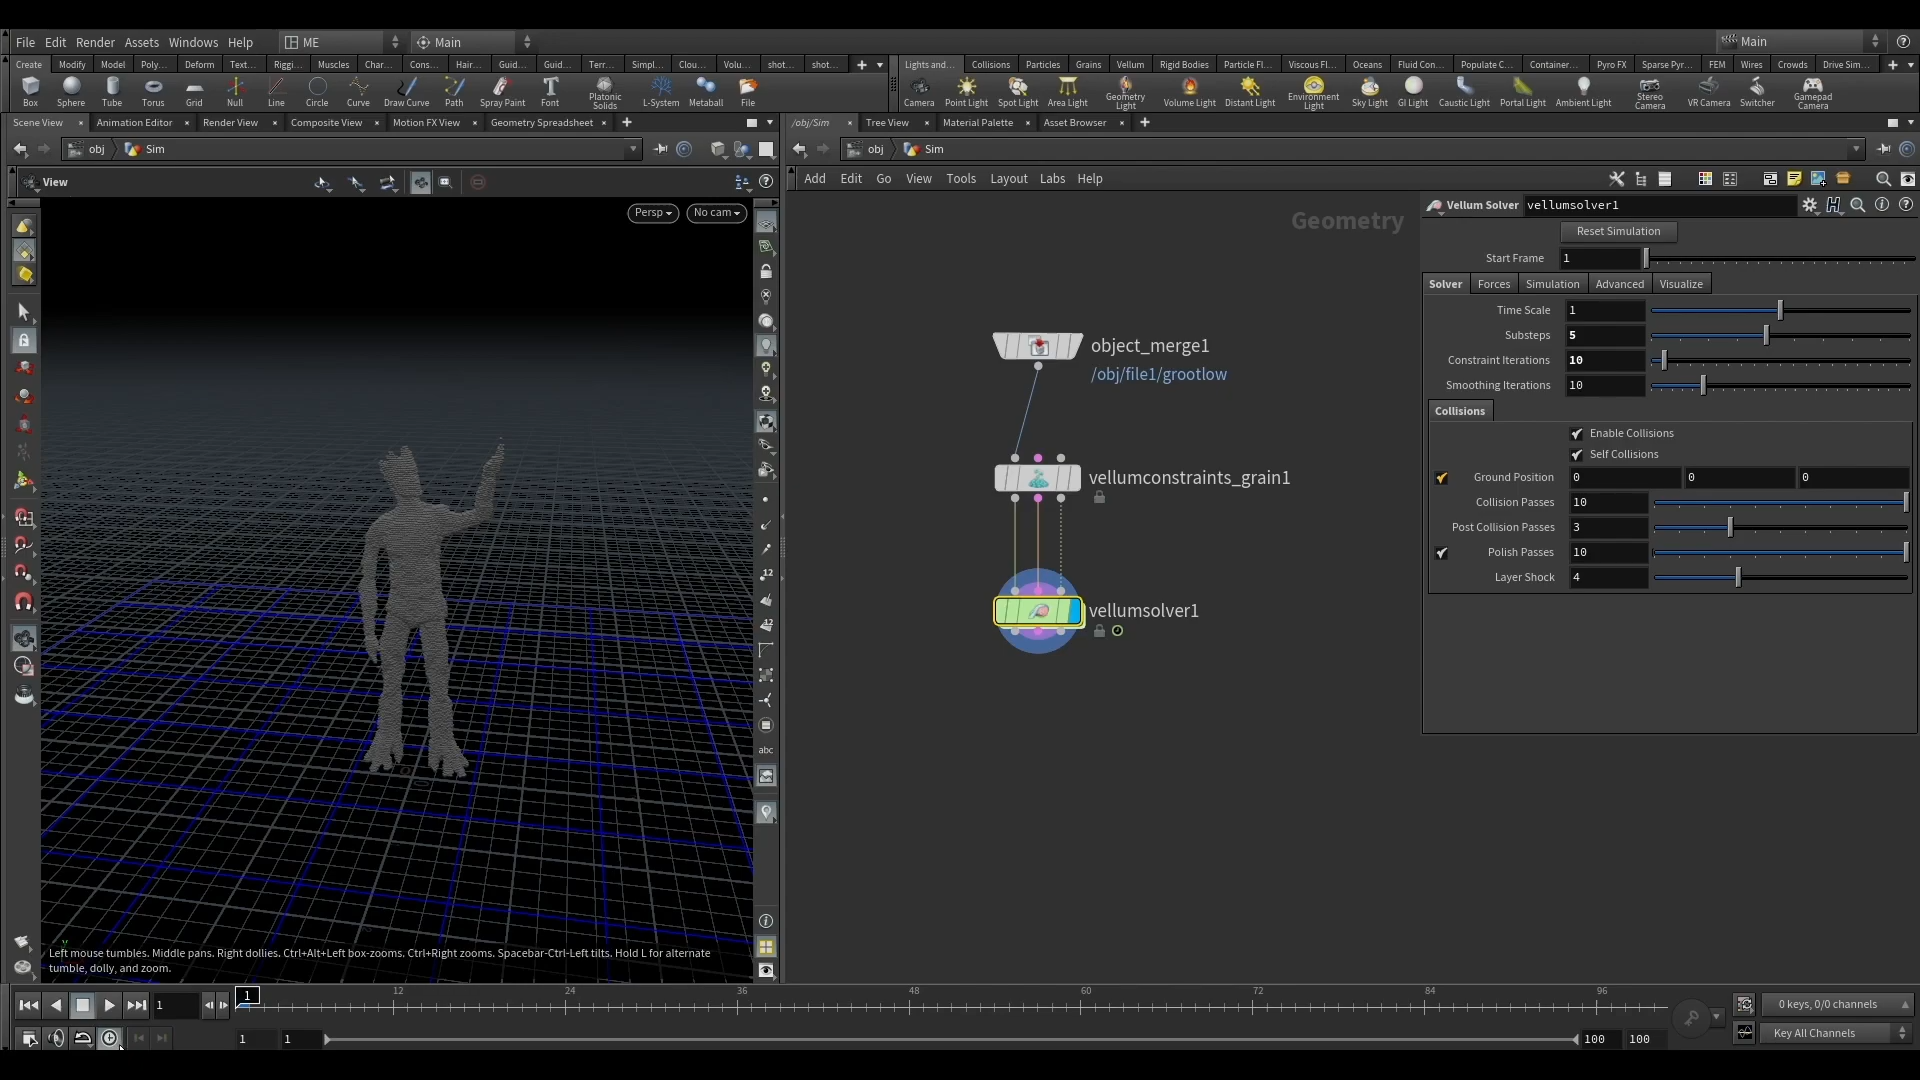 File Edit Render Assets Windows Help ME Main Main
Create Modify Model Poly... Deform Text... Riggi... Muscles Char... Cons... Hair... Guid... Guid... Terr... Simpl... Clou... Volu... shot... shot... Lights and... Collisions Particles Grains Vellum Rigid Bodies Particle Fl... Viscous Fl... Oceans Fluid Con... Populate C... Container... Pyro FX Sparse Pyr... FEM Wires Crowds Drive Sim...
Box Sphere Tube Torus Grid Null Line Circle Curve Draw Curve Path Spray Paint Font Platonic Solids L-System Metaball File Camera Point Light Spot Light Area Light Geometry Light Volume Light Distant Light Environment Light Sky Light GI Light Caustic Light Portal Light Ambient Light Stereo Camera VR Camera Switcher Gamepad Camera
Scene View Animation Editor Render View Composite View Motion FX View Geometry Spreadsheet /obj/Sim Tree View Material Palette Asset Browser
obj Sim obj Sim
View
Add Edit Go View Tools Layout Labs Help
Persp No cam
Geometry
Vellum Solver vellumsolver1
Reset Simulation
Start Frame 1
Solver Forces Simulation Advanced Visualize
Time Scale 1
Substeps 5
Constraint Iterations 10
Smoothing Iterations 10
Collisions
Enable Collisions
Self Collisions
Ground Position 0 0 0
Collision Passes 10
Post Collision Passes 3
Polish Passes 10
Layer Shock 4
object_merge1
/obj/file1/grootlow
vellumconstraints_grain1
vellumsolver1
12
12
abc
y
Left mouse tumbles. Middle pans. Right dollies. Ctrl+Alt+Left box-zooms. Ctrl+Right zooms. Spacebar-Ctrl-Left tilts. Hold L for alternate
tumble, dolly, and zoom.
1 1 12 24 36 48 60 72 84 96
0 keys, 0/0 channels
1 1 100 100 Key All Channels